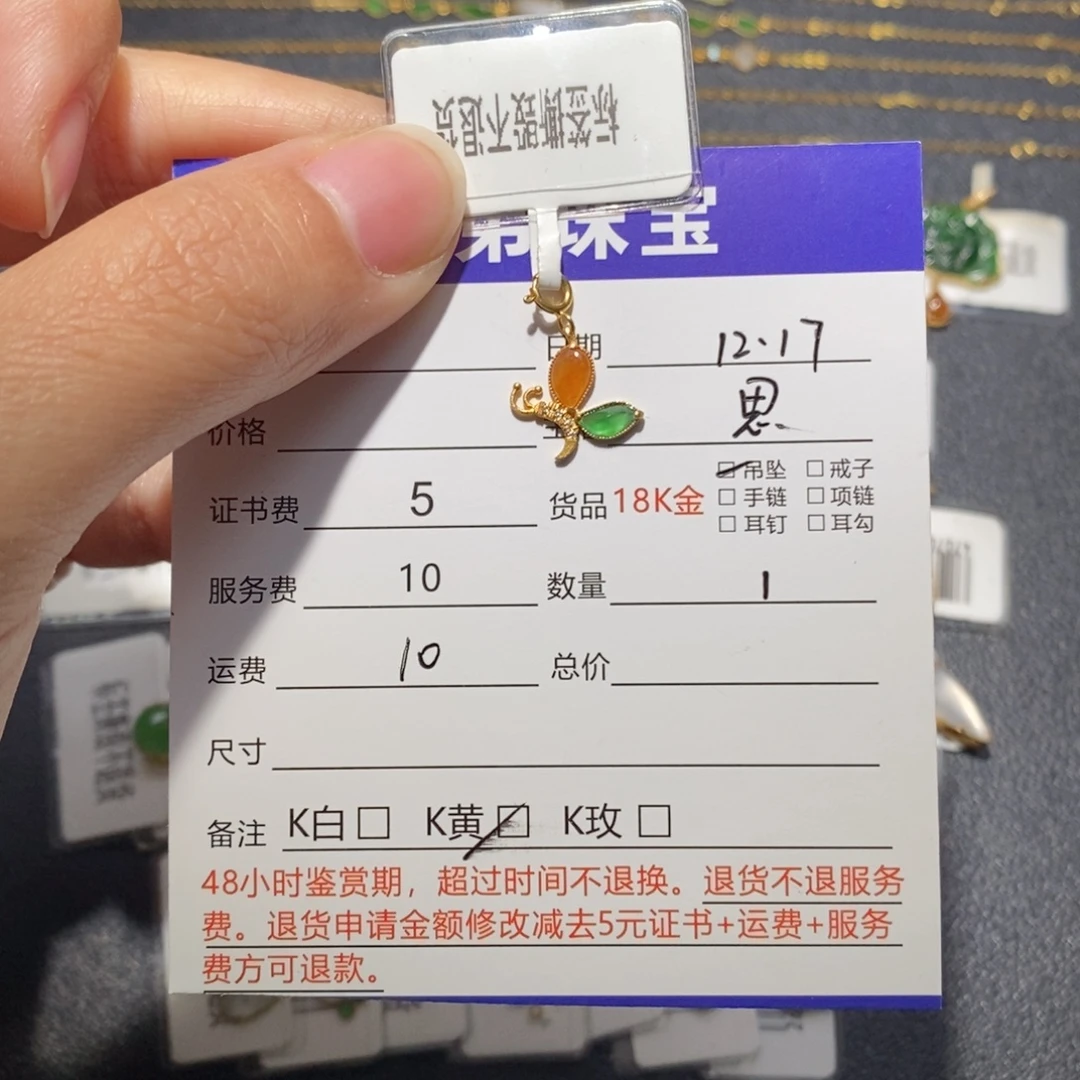 标签撕毁不退货
珠宝
日期 12.17
价格 思
证书费 5 货品 18K金 吊坠 戒子
手链 项链
耳钉 耳勾
服务费 10 数量 1
运费 10 总价
尺寸
备注 K白 K黄 K玫
48小时鉴赏期，超过时间不退换。退货不退服务
费。退货申请金额修改减去5元证书+运费+服务
费方可退款。